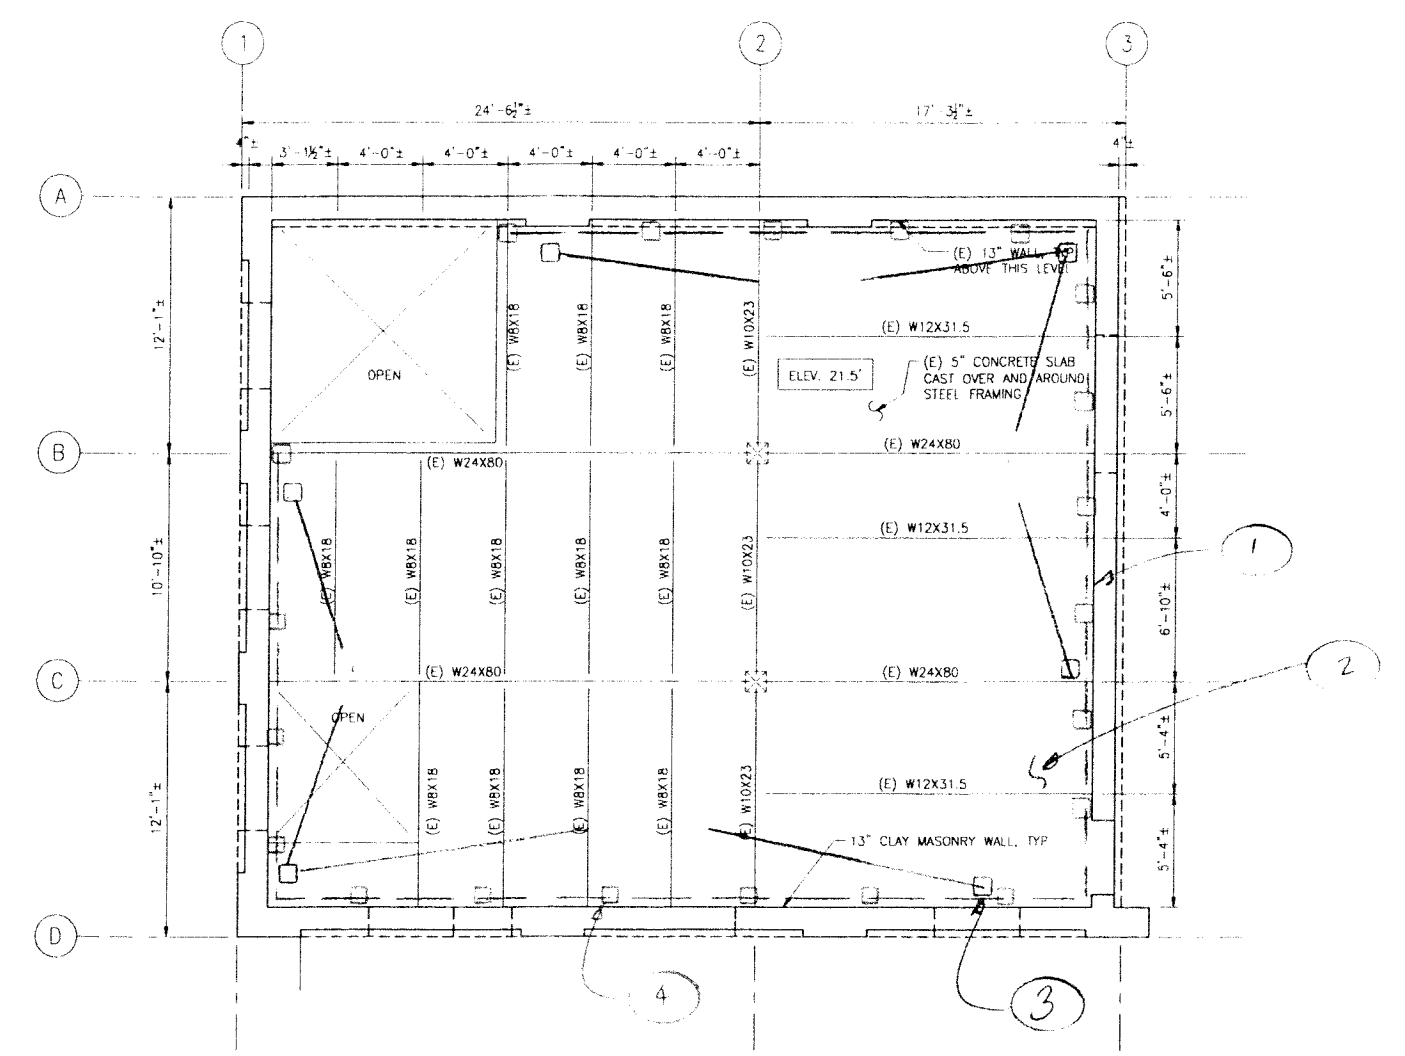 1 2 3
24'-6½"± 17'-3½"±
4"± 3'-1½"± 4'-0"± 4'-0"± 4'-0"± 4'-0"± 4'-0"± 4"±
A
(E) 13" WALL, TYP
ABOVE THIS LEVEL
5'-6"±
12'-1"±
(E) W8X18 (E) W8X18 (E) W8X18 (E) W10X23
(E) W12X31.5
OPEN
ELEV. 21.5'
(E) 5" CONCRETE SLAB
CAST OVER AND AROUND
STEEL FRAMING
5'-6"±
B
(E) W24X80 (E) W24X80
4'-0"±
(E) W12X31.5
1
10'-10"±
(E) W8X18 (E) W8X18 (E) W8X18 (E) W8X18 (E) W8X18 (E) W10X23
6'-10"±
2
C
(E) W24X80 (E) W24X80
OPEN
5'-4"±
(E) W12X31.5
12'-1"±
(E) W8X18 (E) W8X18 (E) W8X18 (E) W8X18 (E) W10X23
13" CLAY MASONRY WALL, TYP
5'-4"±
D
4 3